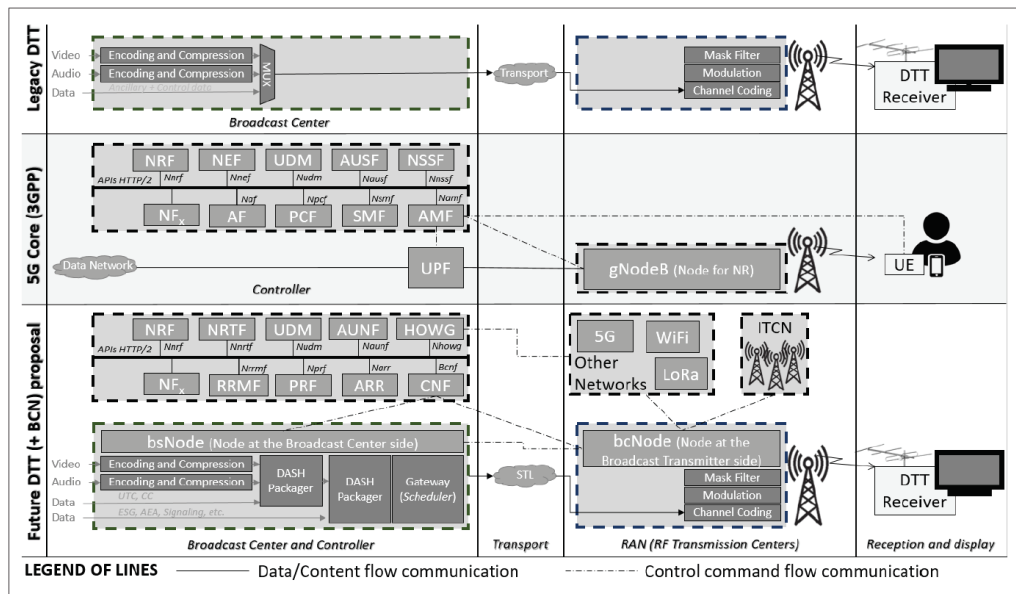 Legacy DTT
Video
Encoding and Compression
Audio
Encoding and Compression
Data
Ancillary + Control data
MUX
Broadcast Center
Transport
Mask Filter
Modulation
Channel Coding
DTT
Receiver
5G Core (3GPP)
NRF NEF UDM AUSF NSSF
APIs HTTP/2 Nnrf Nnef Nudm Nausf Nnssf
Naf Npcf Nsmf Namf
NFx AF PCF SMF AMF
Data Network
UPF
Controller
gNodeB (Node for NR)
UE
Future DTT (+ BCN) proposal
NRF NRTF UDM AUNF HOWG
APIs HTTP/2 Nnrf Nnrtf Nudm Naunf Nhowg
Nrrmf Nprf Narr Bcnf
NFx RRMF PRF ARR CNF
5G WiFi
Other
Networks
LoRa
ITCN
bsNode (Node at the Broadcast Center side)
Video
Encoding and Compression
Audio
Encoding and Compression
UTC, CC
Data
ESG, AEA, Signaling, etc.
Data
DASH
Packager
DASH
Packager
Gateway
(Scheduler)
STL
bcNode (Node at the
Broadcast Transmitter side)
Mask Filter
Modulation
Channel Coding
DTT
Receiver
Broadcast Center and Controller
Transport
RAN (RF Transmission Centers)
Reception and display
LEGEND OF LINES Data/Content flow communication Control command flow communication